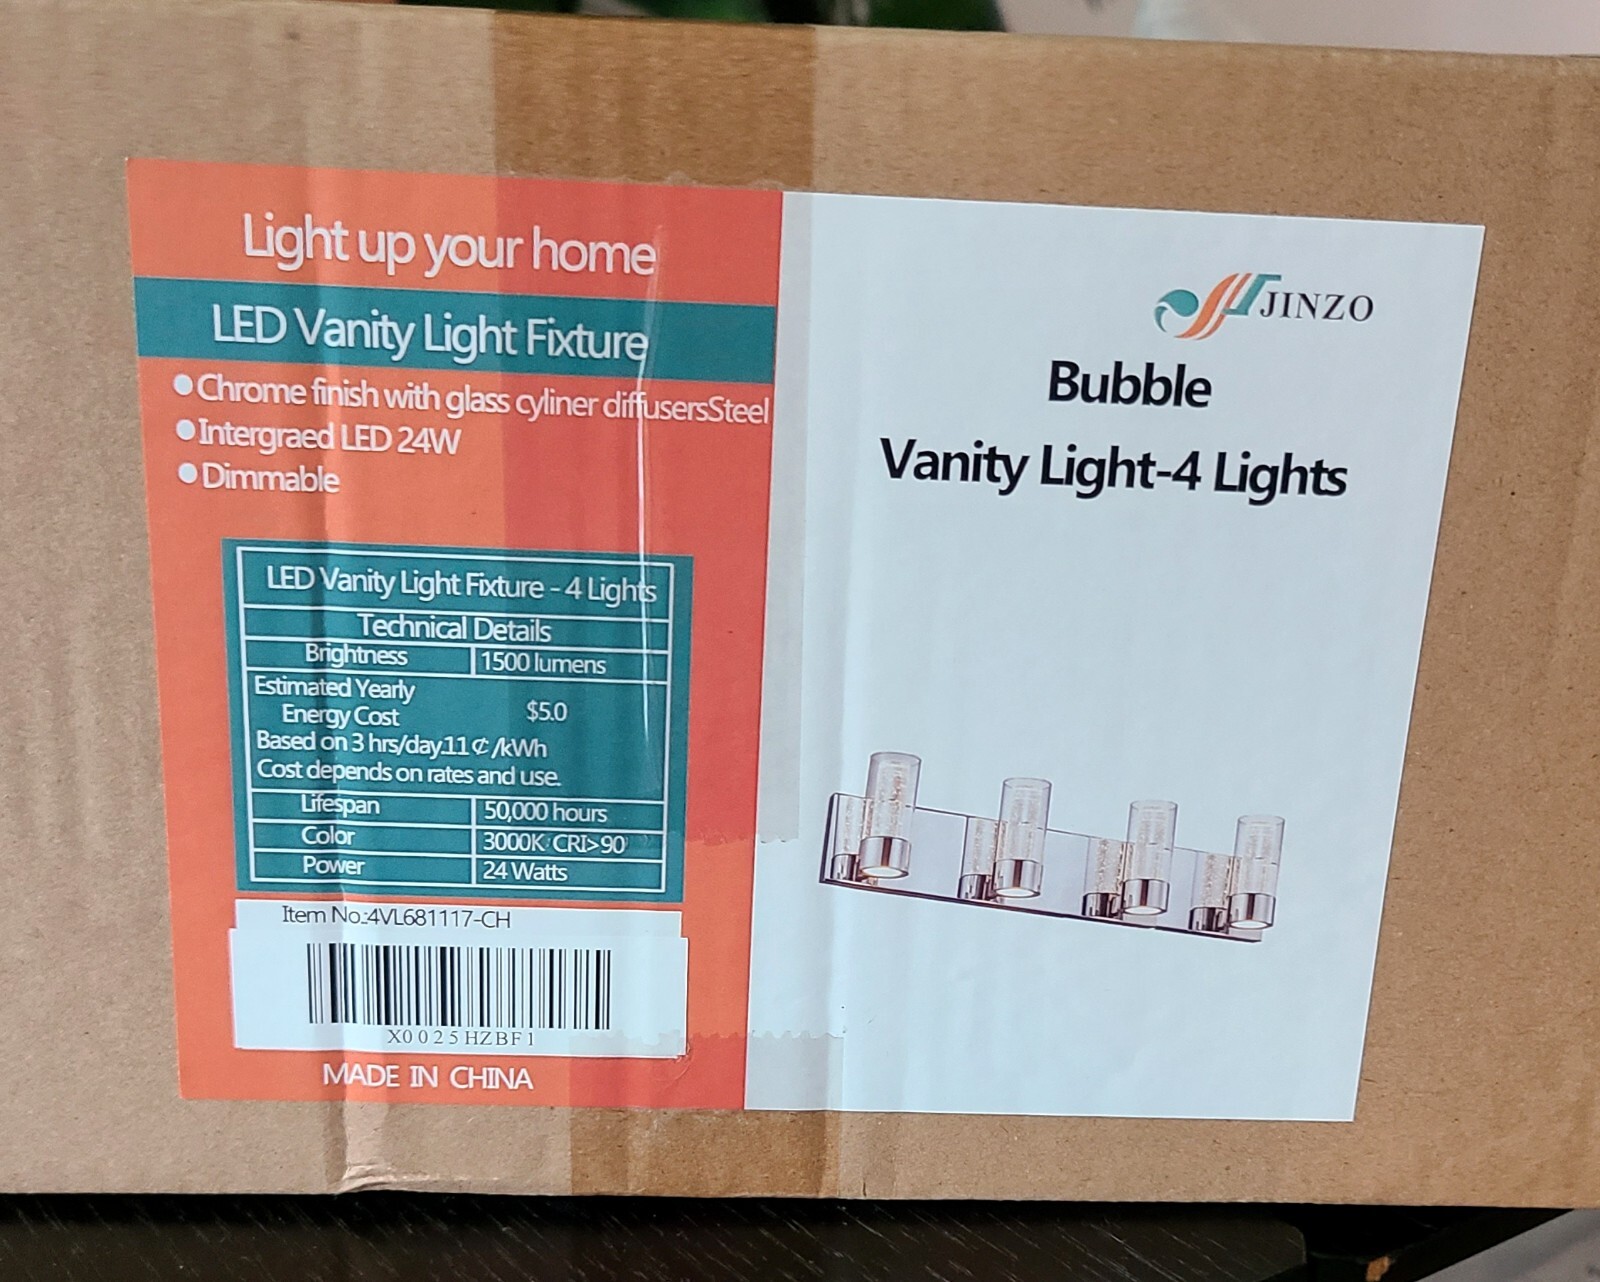 Light up your home
LED Vanity Light Fixture
Chrome finish with glass cyliner diffusersSteel
Intergraed LED 24W
Dimmable
LED Vanity Light Fixture - 4 Lights
Technical Details
Brightness 1500 lumens
Estimated Yearly
Energy Cost $5.0
Based on 3 hrs/day.11¢/kWh
Cost depends on rates and use.
Lifespan 50,000 hours
Color 3000K CRI>90
Power 24 Watts
Item No.:4VL681117-CH
X0025HZBF1
MADE IN CHINA
JINZO
Bubble
Vanity Light-4 Lights